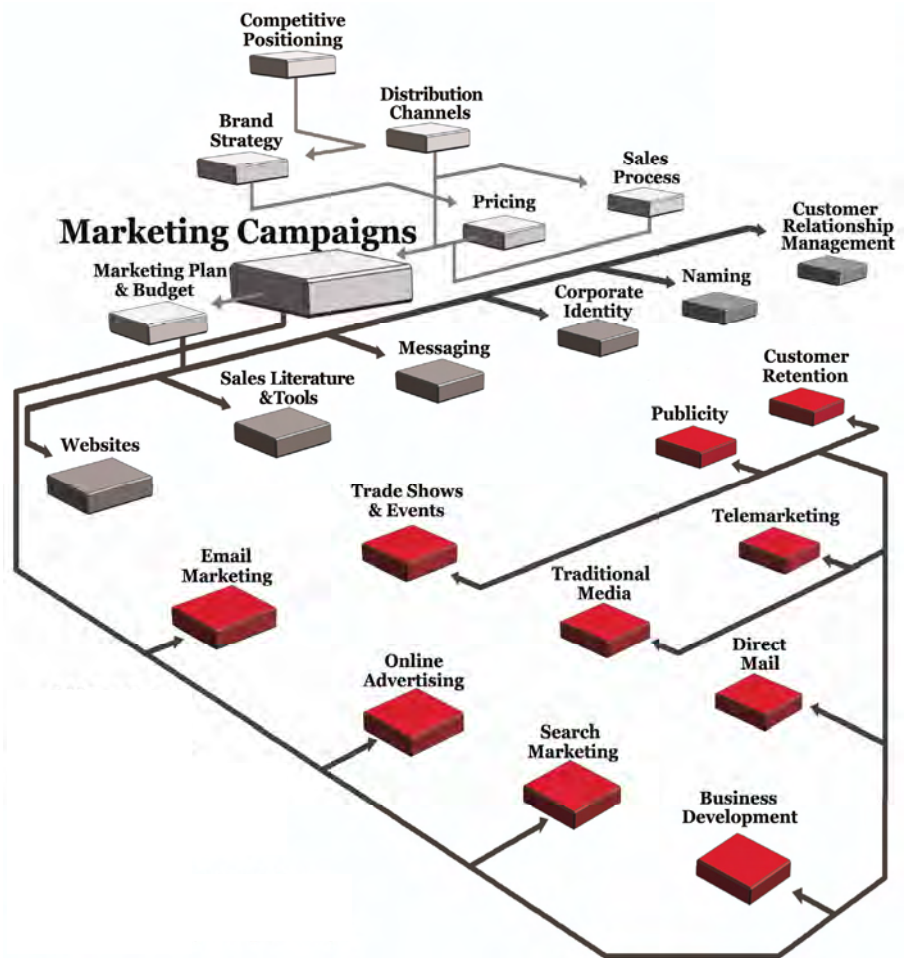 Competitive
Positioning
Distribution
Channels
Brand
Strategy
Sales
Process
Pricing
Customer
Relationship
Management
Marketing Campaigns
Marketing Plan
& Budget
Naming
Corporate
Identity
Messaging
Customer
Retention
Sales Literature
&Tools
Publicity
Websites
Trade Shows
& Events
Telemarketing
Email
Marketing
Traditional
Media
Direct
Mail
Online
Advertising
Search
Marketing
Business
Development